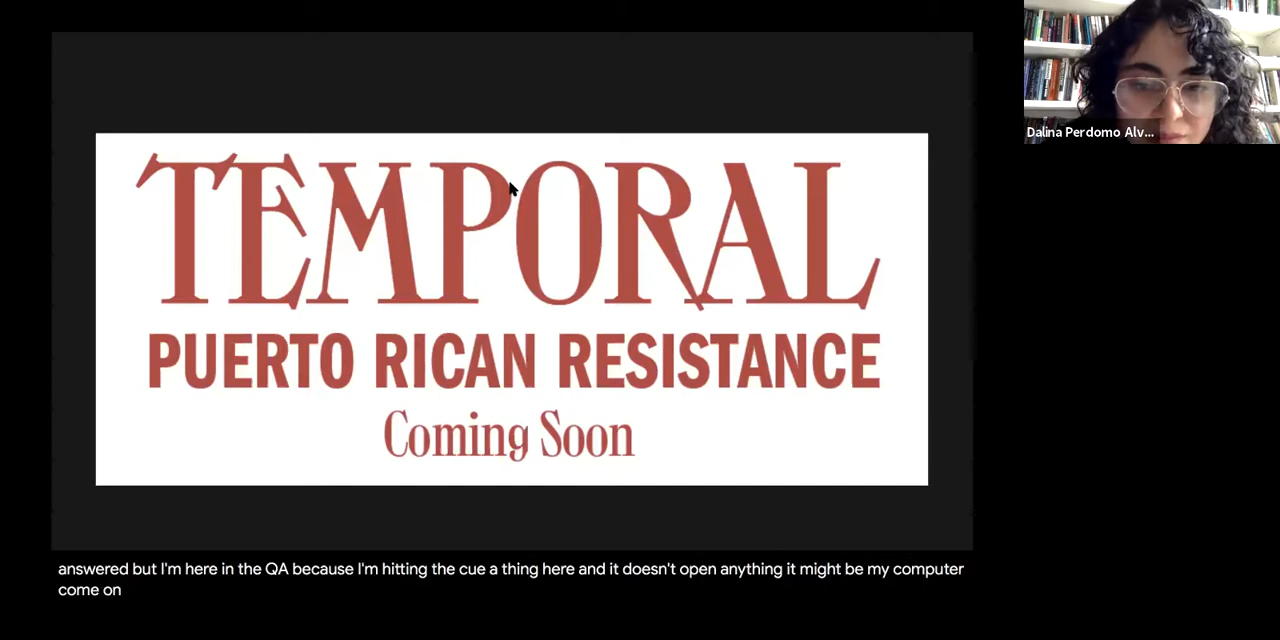 TEMPORAL
PUERTO RICAN RESISTANCE
Coming Soon
Dalina Perdomo Alv...
answered but I'm here in the QA because I'm hitting the cue a thing here and it doesn't open anything it might be my computer
come on